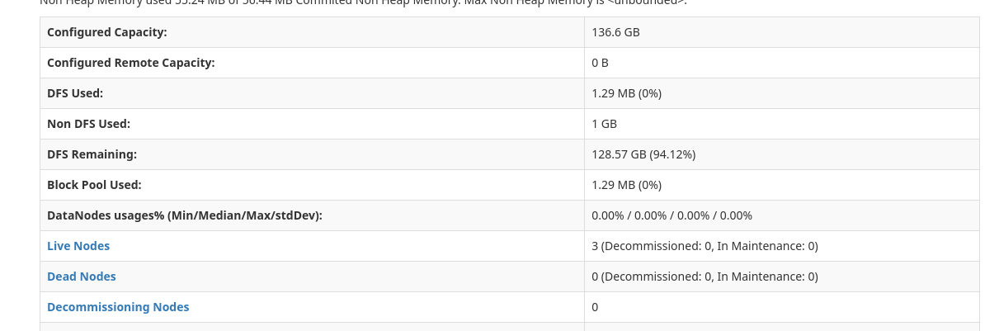 Non Heap Memory used 55.24 MB of 56.44 MB Commited Non Heap Memory. Max Non Heap Memory is <unbounded>.
Configured Capacity: 136.6 GB
Configured Remote Capacity: 0 B
DFS Used: 1.29 MB (0%)
Non DFS Used: 1 GB
DFS Remaining: 128.57 GB (94.12%)
Block Pool Used: 1.29 MB (0%)
DataNodes usages% (Min/Median/Max/stdDev): 0.00% / 0.00% / 0.00% / 0.00%
Live Nodes 3 (Decommissioned: 0, In Maintenance: 0)
Dead Nodes 0 (Decommissioned: 0, In Maintenance: 0)
Decommissioning Nodes 0